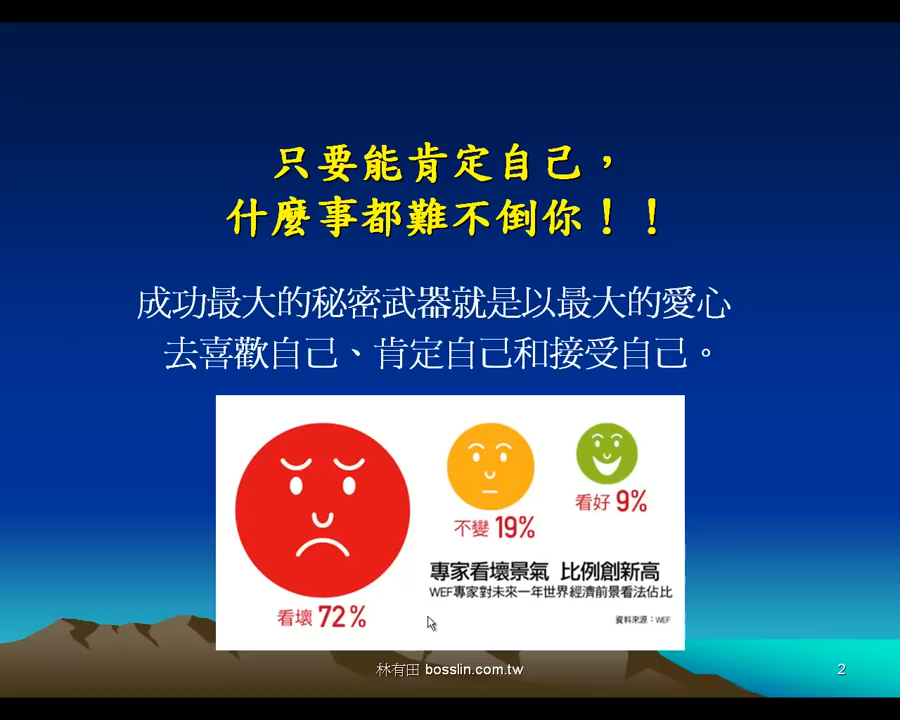 只要能肯定自己，
什麼事都難不倒你！！
成功最大的秘密武器就是以最大的愛心
去喜歡自己、肯定自己和接受自己。
看壞 72%
不變 19%
看好 9%
專家看壞景氣 比例創新高
WEF專家對未來一年世界經濟前景看法佔比
資料來源：WEF
林有田 bosslin.com.tw
2